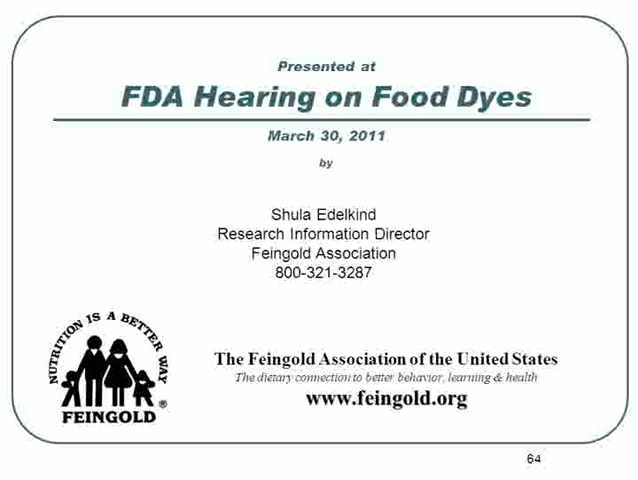 Presented at
FDA Hearing on Food Dyes
March 30, 2011
by
Shula Edelkind
Research Information Director
Feingold Association
800-321-3287
NUTRITION IS A BETTER WAY
FEINGOLD®
The Feingold Association of the United States
The dietary connection to better behavior, learning & health
www.feingold.org
64